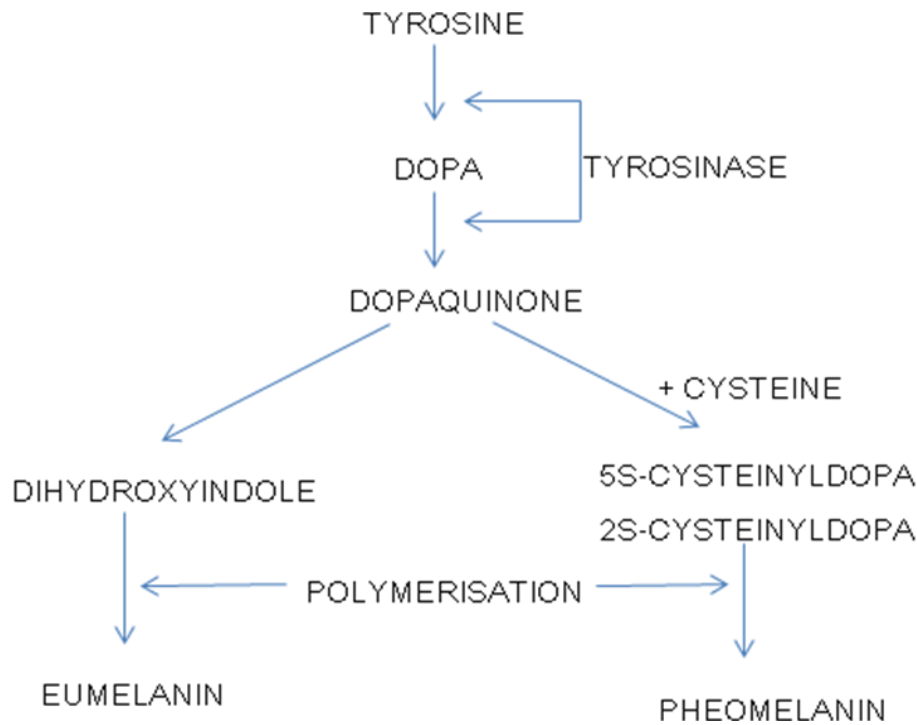 TYROSINE
DOPA
TYROSINASE
DOPAQUINONE
+ CYSTEINE
DIHYDROXYINDOLE
5S-CYSTEINYLDOPA
2S-CYSTEINYLDOPA
POLYMERISATION
EUMELANIN
PHEOMELANIN